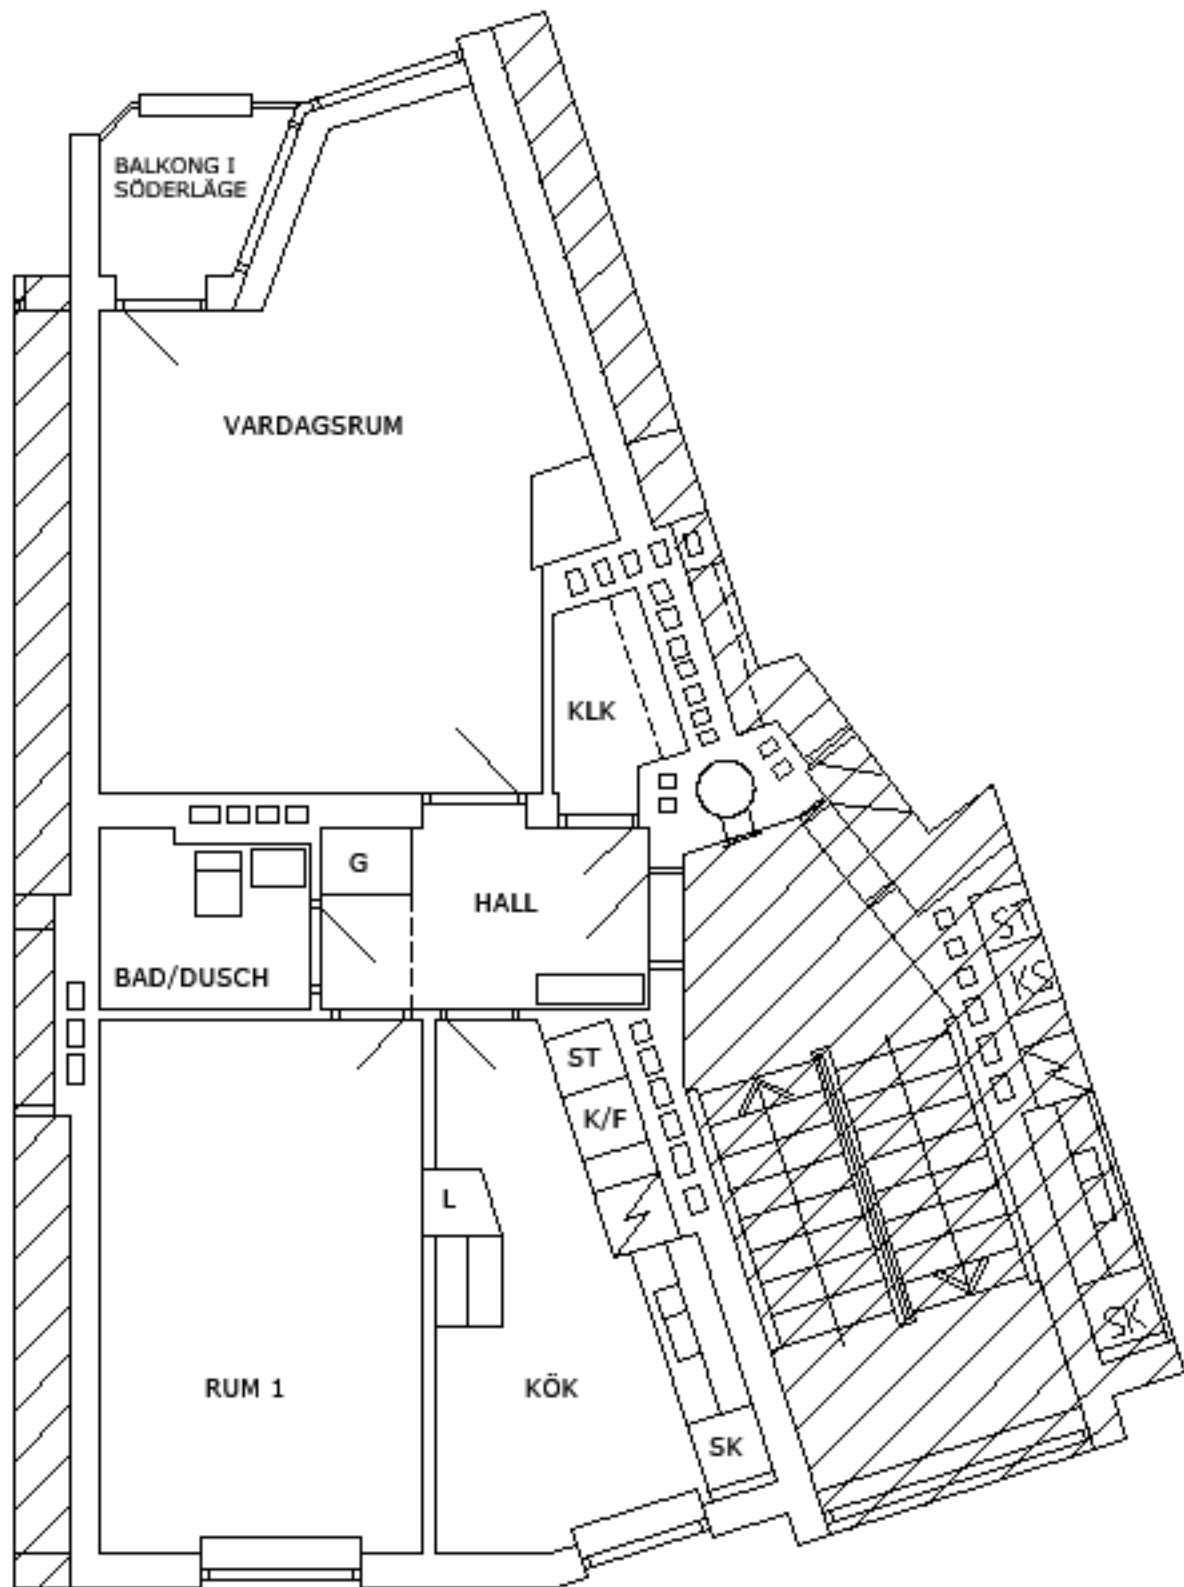 BALKONG I
SÖDERLÄGE
VARDAGSRUM
KLK
G
HALL
BAD/DUSCH
ST
KS
ST
K/F
L
SK
RUM 1
KÖK
SK